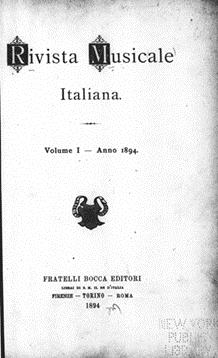 Rivista Musicale
Italiana.
Volume I — Anno 1894.
FRATELLI BOCCA EDITORI
LIBRAI DI S. M. IL RE D'ITALIA
FIRENZE — TORINO — ROMA
1894
NEW YORK
PUBLIC
LIBRARY